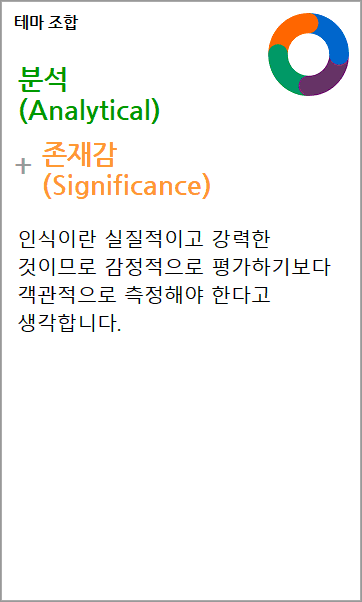 테마 조합
분석
(Analytical)
+ 존재감
(Significance)
인식이란 실질적이고 강력한
것이므로 감정적으로 평가하기보다
객관적으로 측정해야 한다고
생각합니다.